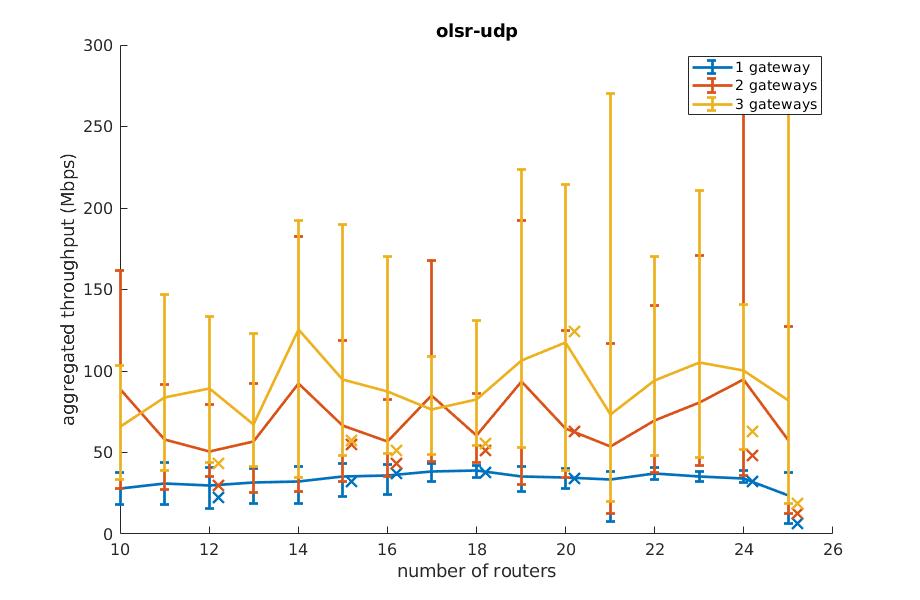 olsr-udp
1 gateway
2 gateways
3 gateways
aggregated throughput (Mbps)
300
250
200
150
100
50
0
10 12 14 16 18 20 22 24 26
number of routers